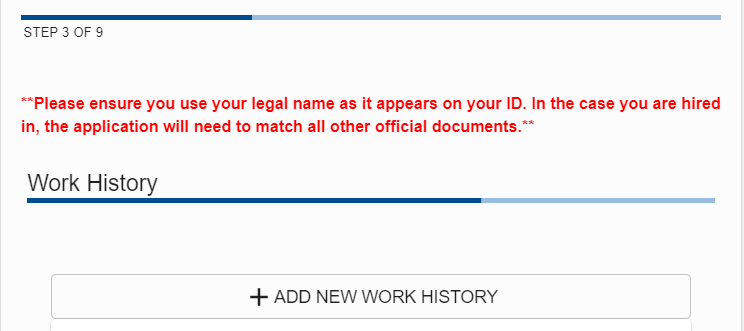 STEP 3 OF 9
**Please ensure you use your legal name as it appears on your ID. In the case you are hired
in, the application will need to match all other official documents.**
Work History
+ ADD NEW WORK HISTORY